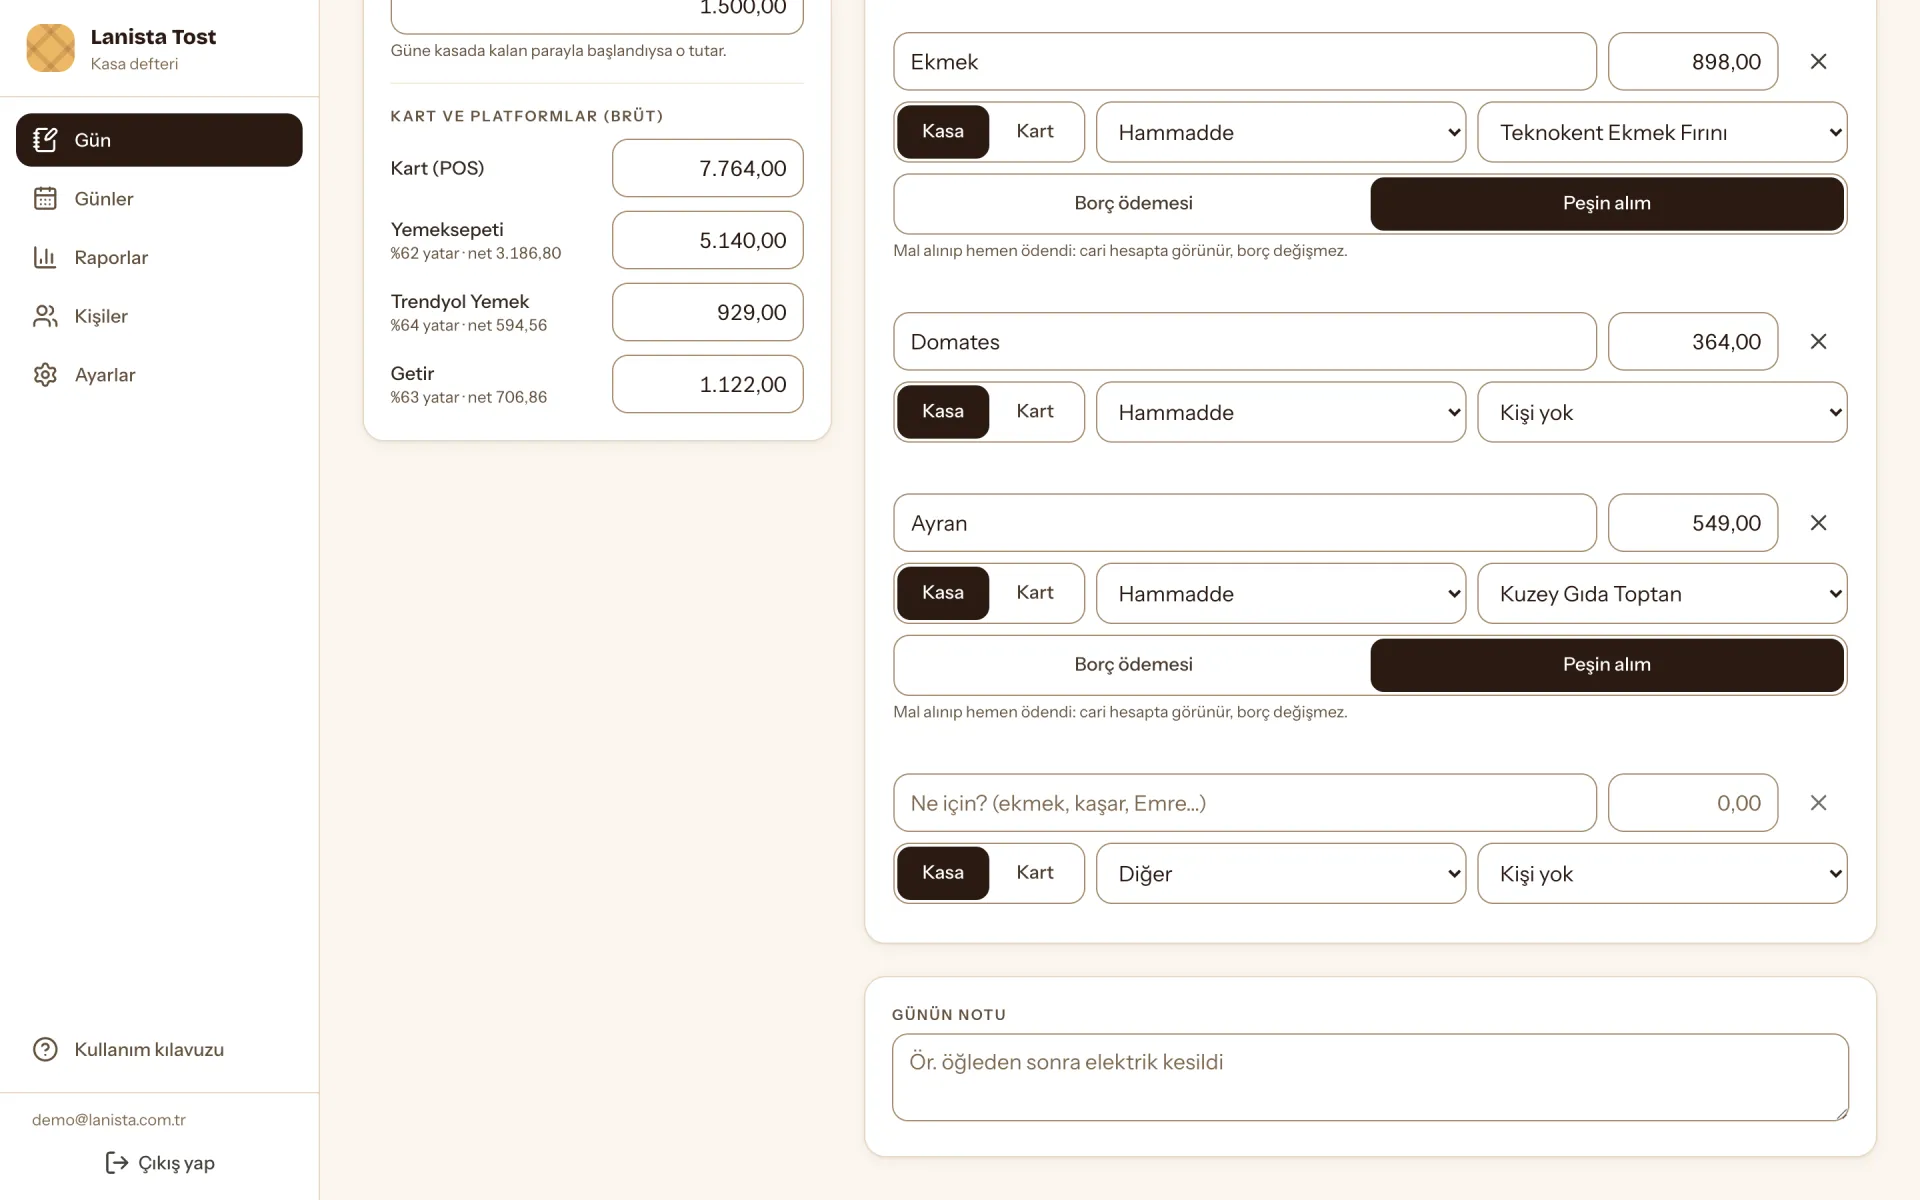 Lanista Tost
Kasa defteri
Gün
Günler
Raporlar
Kişiler
Ayarlar
Kullanım kılavuzu
demo@lanista.com.tr
Çıkış yap
1.500,00
Güne kasada kalan parayla başlandıysa o tutar.
KART VE PLATFORMLAR (BRÜT)
Kart (POS)
7.764,00
Yemeksepeti
%62 yatar · net 3.186,80
5.140,00
Trendyol Yemek
%64 yatar · net 594,56
929,00
Getir
%63 yatar · net 706,86
1.122,00
Ekmek
898,00
Kasa
Kart
Hammadde
Teknokent Ekmek Fırını
Borç ödemesi
Peşin alım
Mal alınıp hemen ödendi: cari hesapta görünür, borç değişmez.
Domates
364,00
Kasa
Kart
Hammadde
Kişi yok
Ayran
549,00
Kasa
Kart
Hammadde
Kuzey Gıda Toptan
Borç ödemesi
Peşin alım
Mal alınıp hemen ödendi: cari hesapta görünür, borç değişmez.
Ne için? (ekmek, kaşar, Emre...)
0,00
Kasa
Kart
Diğer
Kişi yok
GÜNÜN NOTU
Ör. öğleden sonra elektrik kesildi